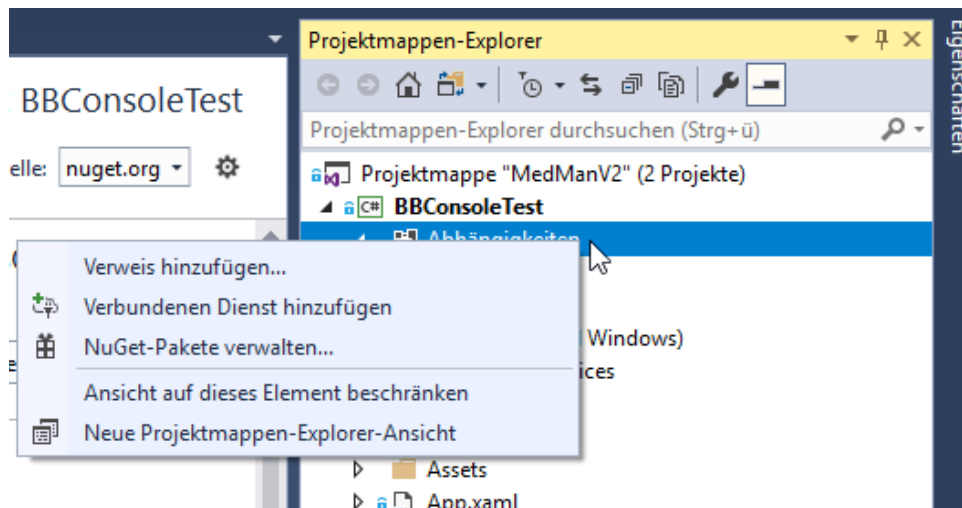 Projektmappen-Explorer
Eigenschaften
BBConsoleTest
elle: nuget.org
Projektmappen-Explorer durchsuchen (Strg+ü)
Projektmappe "MedManV2" (2 Projekte)
C# BBConsoleTest
Abhängigkeiten
Verweis hinzufügen...
Verbundenen Dienst hinzufügen
NuGet-Pakete verwalten...
Windows)
ices
Ansicht auf dieses Element beschränken
Neue Projektmappen-Explorer-Ansicht
Assets
App.xaml